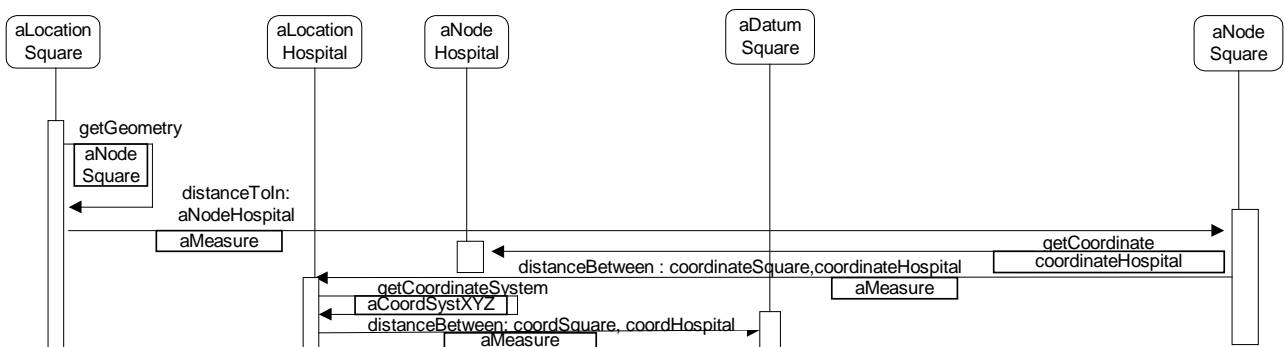 aLocation
Square
aLocation
Hospital
aNode
Hospital
aDatum
Square
aNode
Square
getGeometry
aNode
Square
distanceToIn:
aNodeHospital
aMeasure
getCoordinate
coordinateHospital
distanceBetween : coordinateSquare,coordinateHospital
aMeasure
getCoordinateSystem
aCoordSystXYZ
distanceBetween: coordSquare, coordHospital
aMeasure